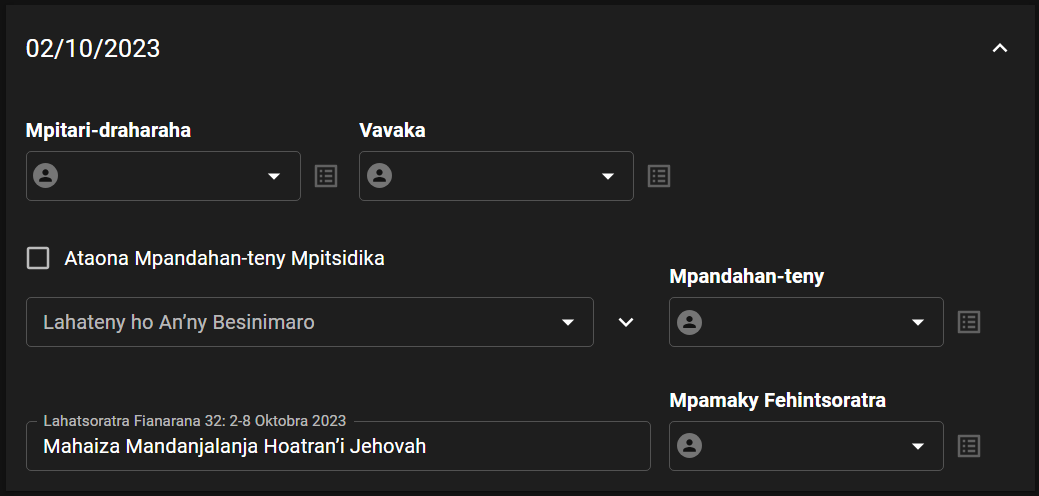 02/10/2023
Mpitari-draharaha
Vavaka
Ataona Mpandahan-teny Mpitsidika
Mpandahan-teny
Lahateny ho An’ny Besinimaro
Mpamaky Fehintsoratra
Lahatsoratra Fianarana 32: 2-8 Oktobra 2023
Mahaiza Mandanjalanja Hoatran’i Jehovah